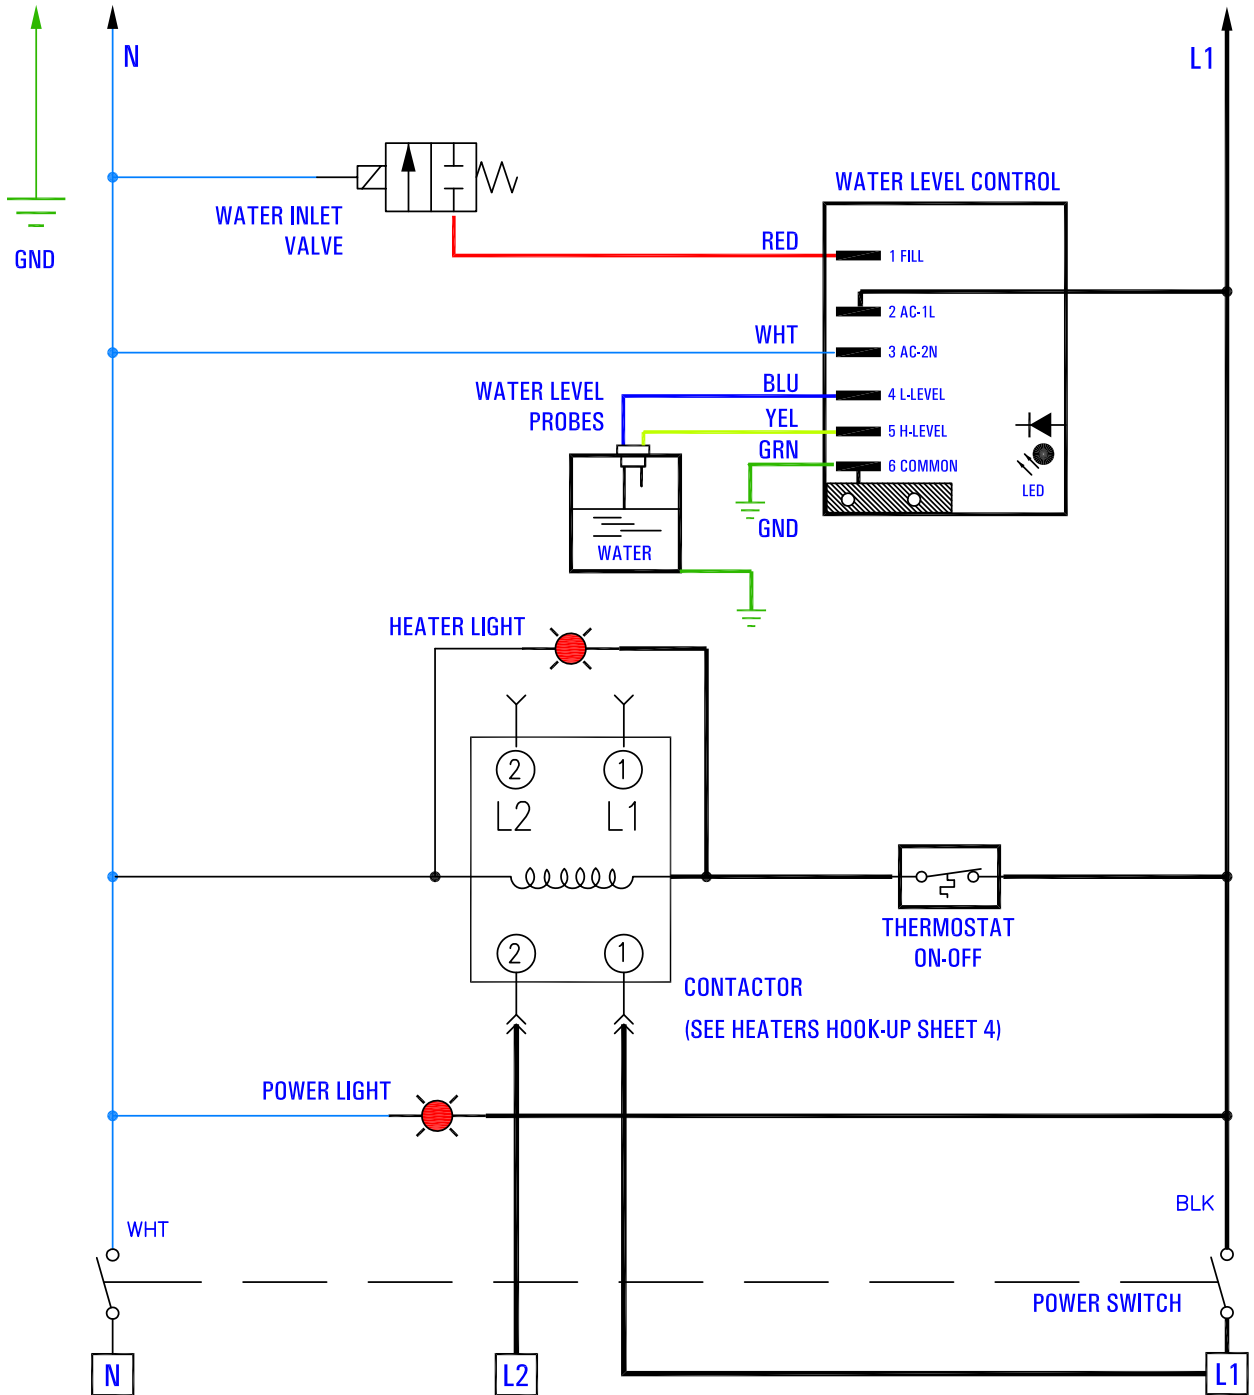 N
L1
WATER LEVEL CONTROL
WATER INLET
VALVE
GND
RED
1 FILL
2 AC-1L
WHT
3 AC-2N
WATER LEVEL
PROBES
BLU
4 L-LEVEL
YEL
5 H-LEVEL
GRN
6 COMMON
LED
GND
WATER
HEATER LIGHT
2
1
L2
L1
THERMOSTAT
ON-OFF
2
1
CONTACTOR
(SEE HEATERS HOOK-UP SHEET 4)
POWER LIGHT
WHT
BLK
POWER SWITCH
N
L2
L1